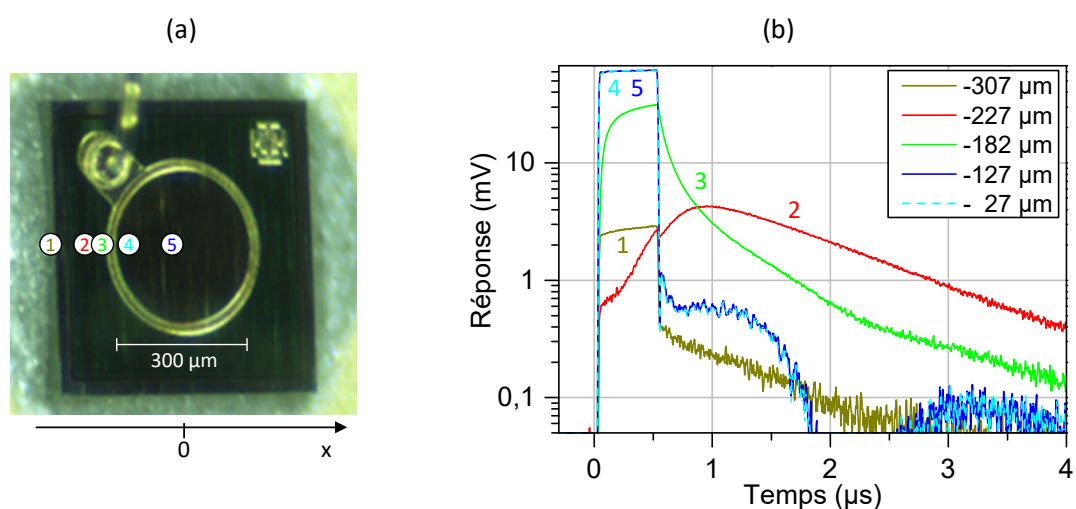 (a)
1 2 3 4 5
300 µm
0 x
(b)
Réponse (mV)
10
1
0,1
4 5
3
2
1
-307 µm
-227 µm
-182 µm
-127 µm
- 27 µm
0 1 2 3 4
Temps (µs)